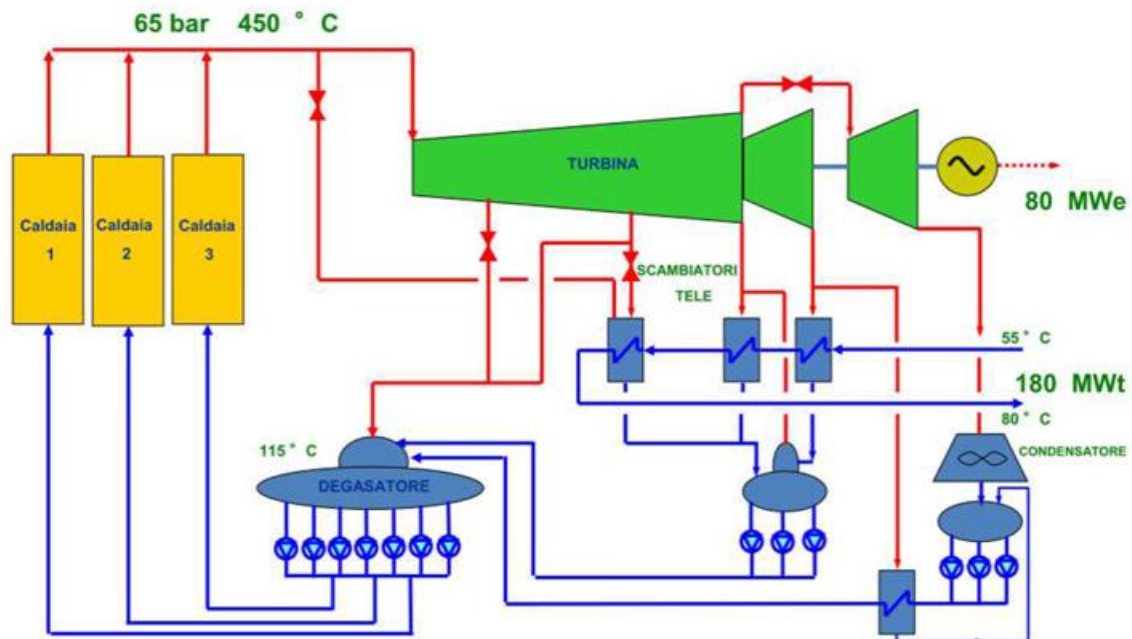 65 bar 450 ° C
Caldaia
1
Caldaia
2
Caldaia
3
TURBINA
80 MWe
SCAMBIATORI
TELE
55° C
180 MWt
80° C
115° C
DEGASATORE
CONDENSATORE